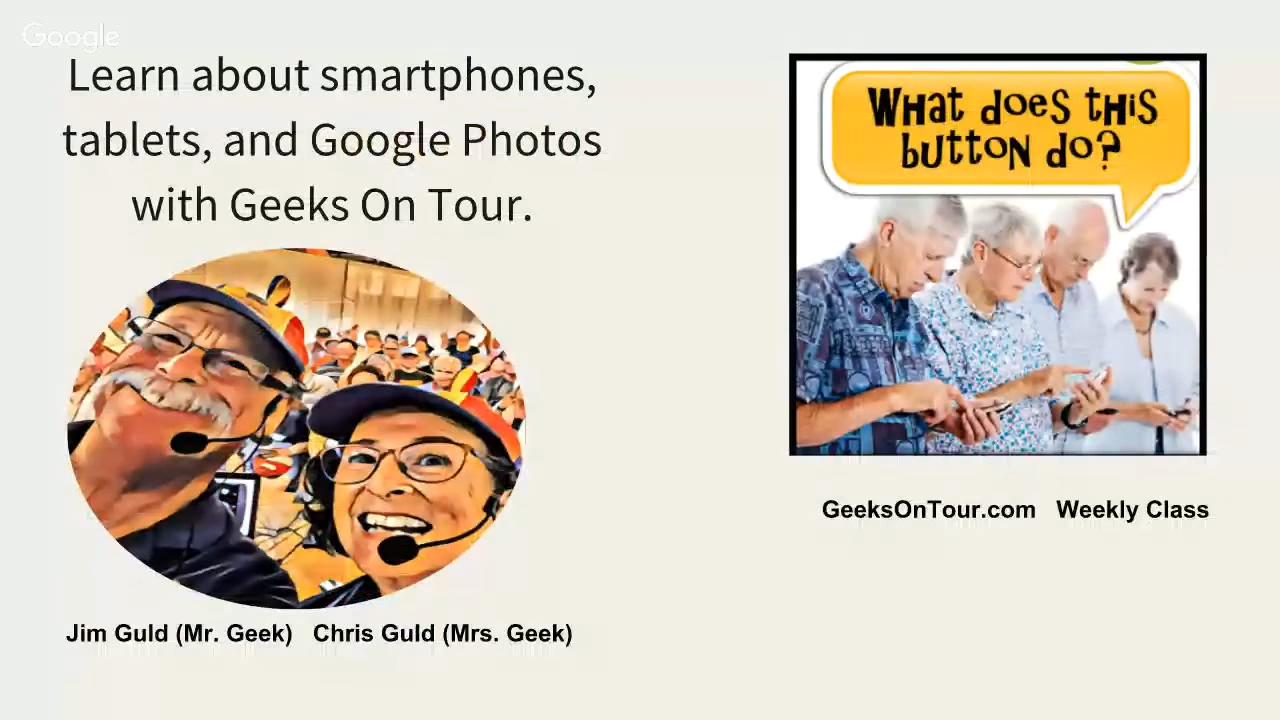 Google
Learn about smartphones,
tablets, and Google Photos
with Geeks On Tour.
What does this
button do?
GeeksOnTour.com Weekly Class
Jim Guld (Mr. Geek) Chris Guld (Mrs. Geek)